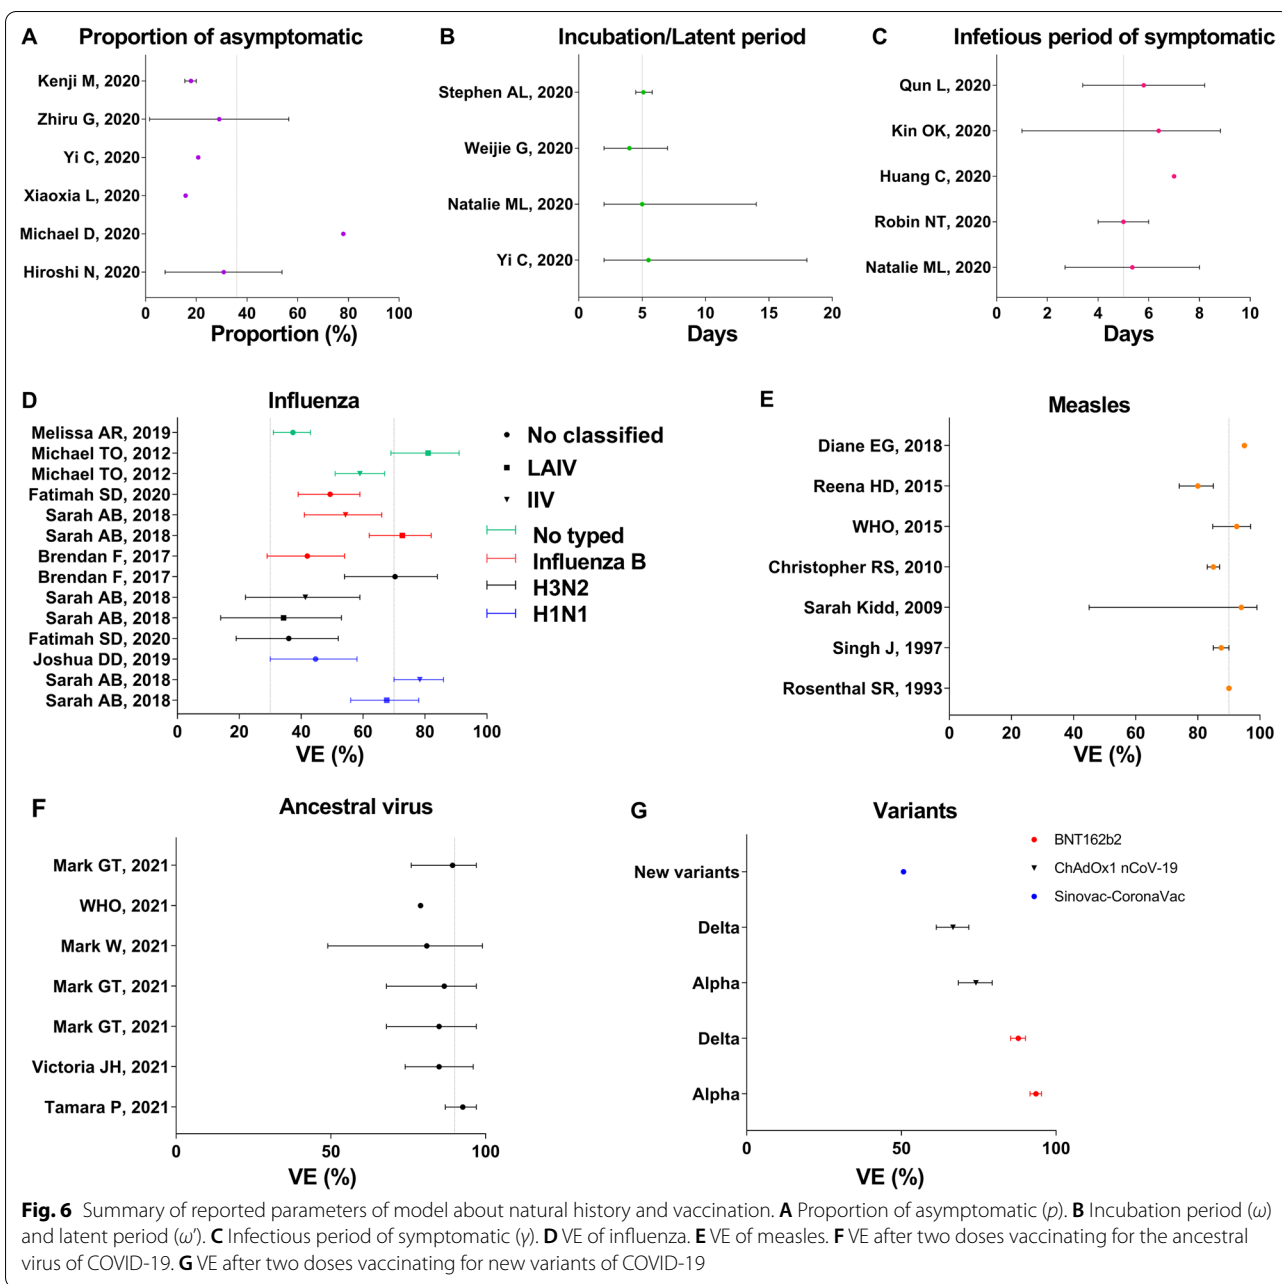 A Proportion of asymptomatic
Kenji M, 2020
Zhiru G, 2020
Yi C, 2020
Xiaoxia L, 2020
Michael D, 2020
Hiroshi N, 2020
0 20 40 60 80 100
Proportion (%)
B Incubation/Latent period
Stephen AL, 2020
Weijie G, 2020
Natalie ML, 2020
Yi C, 2020
0 5 10 15 20
Days
C Infetious period of symptomatic
Qun L, 2020
Kin OK, 2020
Huang C, 2020
Robin NT, 2020
Natalie ML, 2020
0 2 4 6 8 10
Days
D Influenza
Melissa AR, 2019
Michael TO, 2012
Michael TO, 2012
Fatimah SD, 2020
Sarah AB, 2018
Sarah AB, 2018
Brendan F, 2017
Brendan F, 2017
Sarah AB, 2018
Sarah AB, 2018
Fatimah SD, 2020
Joshua DD, 2019
Sarah AB, 2018
Sarah AB, 2018
0 20 40 60 80 100
VE (%)
No classified
LAIV
IIV
No typed
Influenza B
H3N2
H1N1
E Measles
Diane EG, 2018
Reena HD, 2015
WHO, 2015
Christopher RS, 2010
Sarah Kidd, 2009
Singh J, 1997
Rosenthal SR, 1993
0 20 40 60 80 100
VE (%)
F Ancestral virus
Mark GT, 2021
WHO, 2021
Mark W, 2021
Mark GT, 2021
Mark GT, 2021
Victoria JH, 2021
Tamara P, 2021
0 50 100
VE (%)
G Variants
New variants
Delta
Alpha
Delta
Alpha
0 50 100
VE (%)
BNT162b2
ChAdOx1 nCoV-19
Sinovac-CoronaVac
Fig. 6 Summary of reported parameters of model about natural history and vaccination. A Proportion of asymptomatic (p). B Incubation period (ω)
and latent period (ω′). C Infectious period of symptomatic (γ). D VE of influenza. E VE of measles. F VE after two doses vaccinating for the ancestral
virus of COVID-19. G VE after two doses vaccinating for new variants of COVID-19